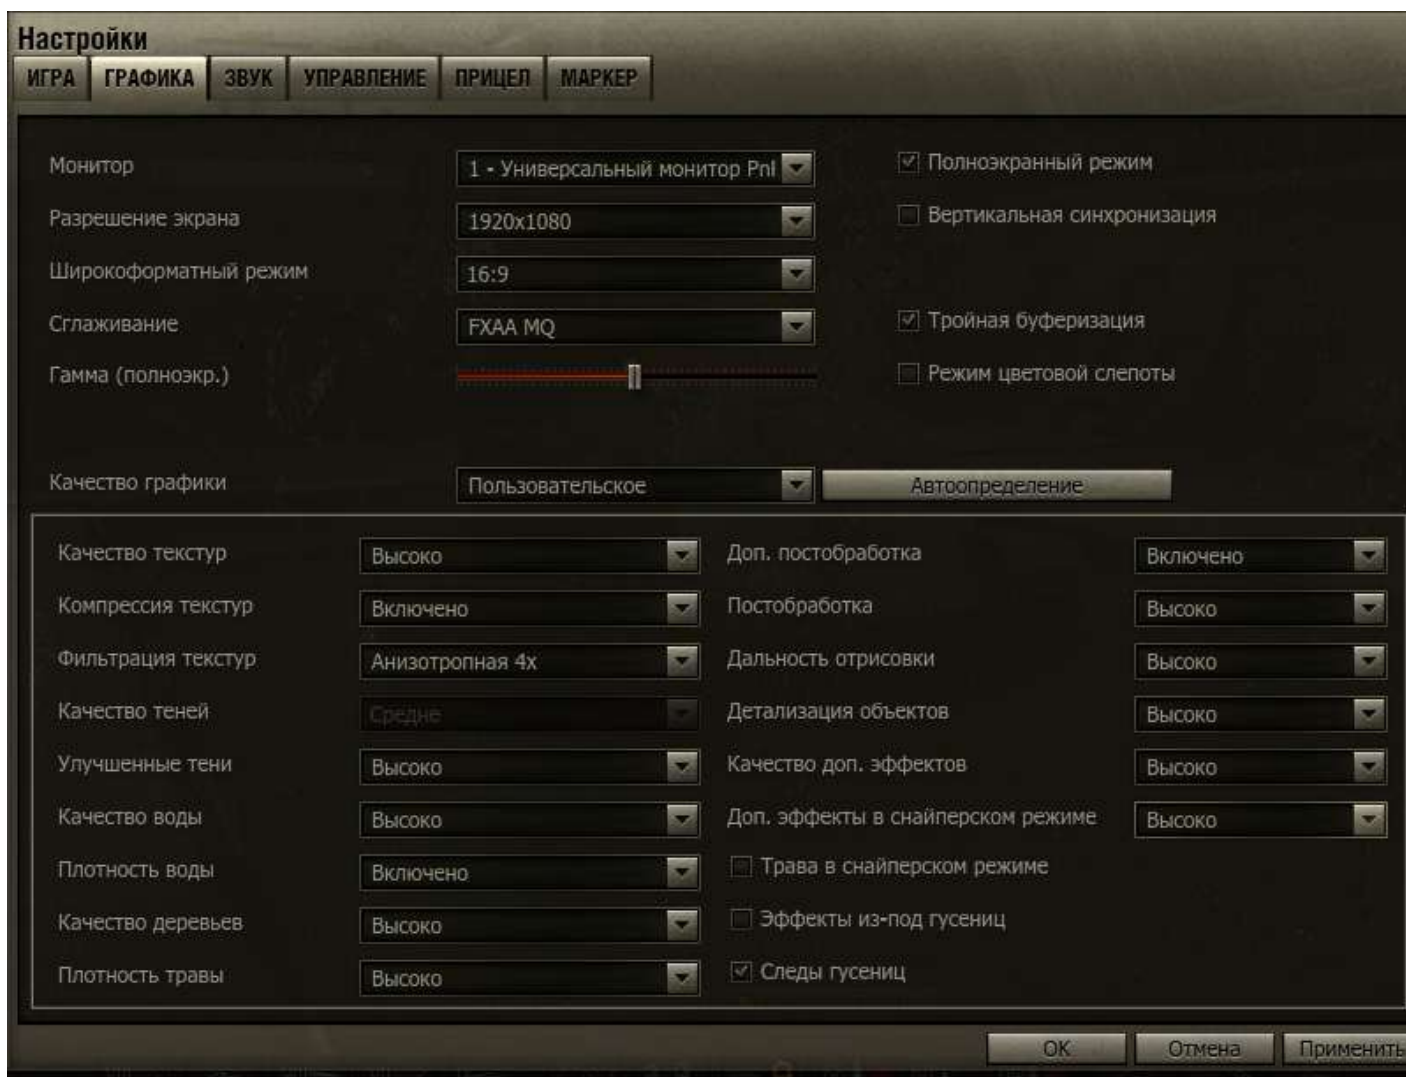 Настройки
ИГРА ГРАФИКА ЗВУК УПРАВЛЕНИЕ ПРИЦЕЛ МАРКЕР
Монитор 1 - Универсальный монитор PnI Полноэкранный режим
Разрешение экрана 1920x1080 Вертикальная синхронизация
Широкоформатный режим 16:9
Сглаживание FXAA MQ Тройная буферизация
Гамма (полноэкр.) Режим цветовой слепоты
Качество графики Пользовательское Автоопределение
Качество текстур Высоко Доп. постобработка Включено
Компрессия текстур Включено Постобработка Высоко
Фильтрация текстур Анизотропная 4x Дальность отрисовки Высоко
Качество теней Средне Детализация объектов Высоко
Улучшенные тени Высоко Качество доп. эффектов Высоко
Качество воды Высоко Доп. эффекты в снайперском режиме Высоко
Плотность воды Включено Трава в снайперском режиме
Качество деревьев Высоко Эффекты из-под гусениц
Плотность травы Высоко Следы гусениц
OK Отмена Применить